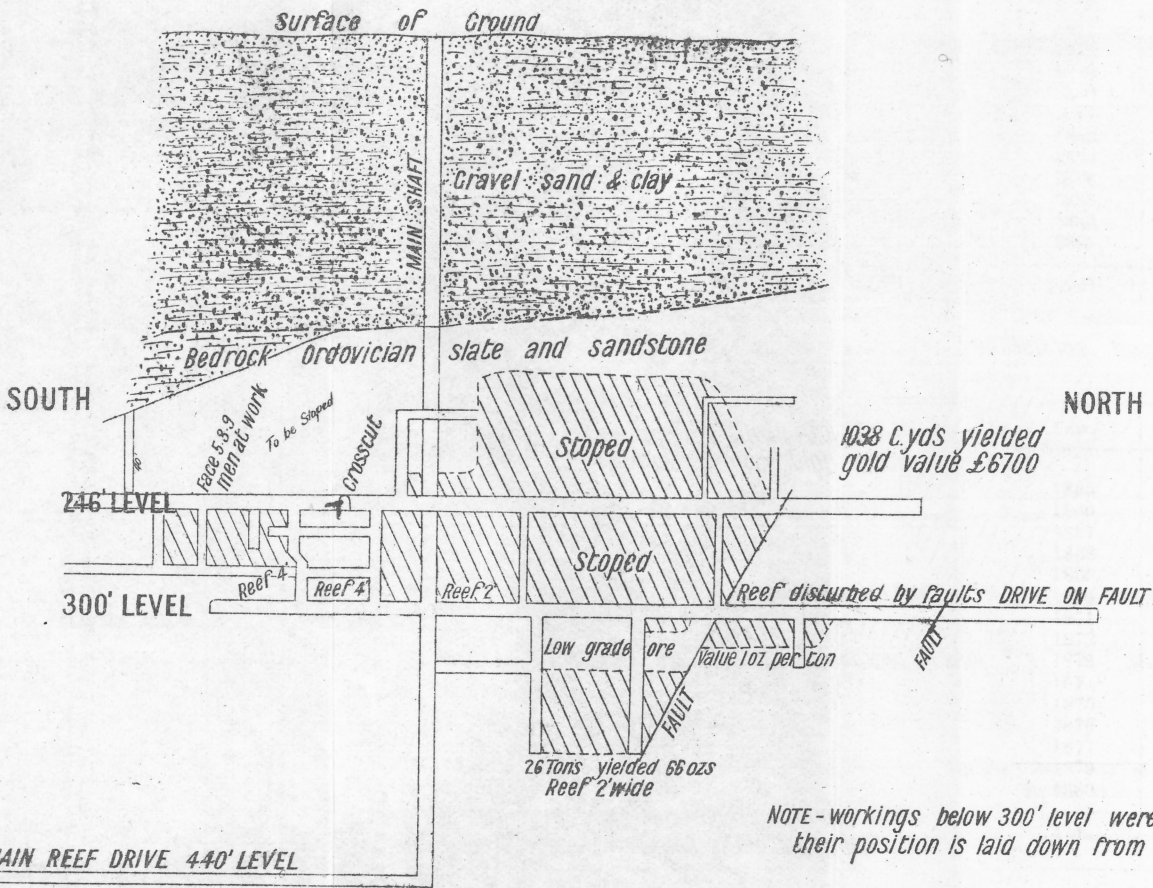 Surface of Ground
MAIN SHAFT
Gravel sand & clay
Bedrock Ordovician slate and sandstone
SOUTH
NORTH
Face 5.8.9
men at work
To be Stoped
Crosscut
Stoped
1038 C.yds yielded
gold value £6700
40'
246' LEVEL
Stoped
Reef 4'
Reef 4'
Reef 2'
300' LEVEL
Reef disturbed by faults DRIVE ON FAULT
Low grade ore
Value 1 oz per ton
FAULT
FAULT
26 Tons yielded 66 ozs
Reef 2' wide
NOTE - workings below 300' level were
their position is laid down from
AIN REEF DRIVE 440' LEVEL